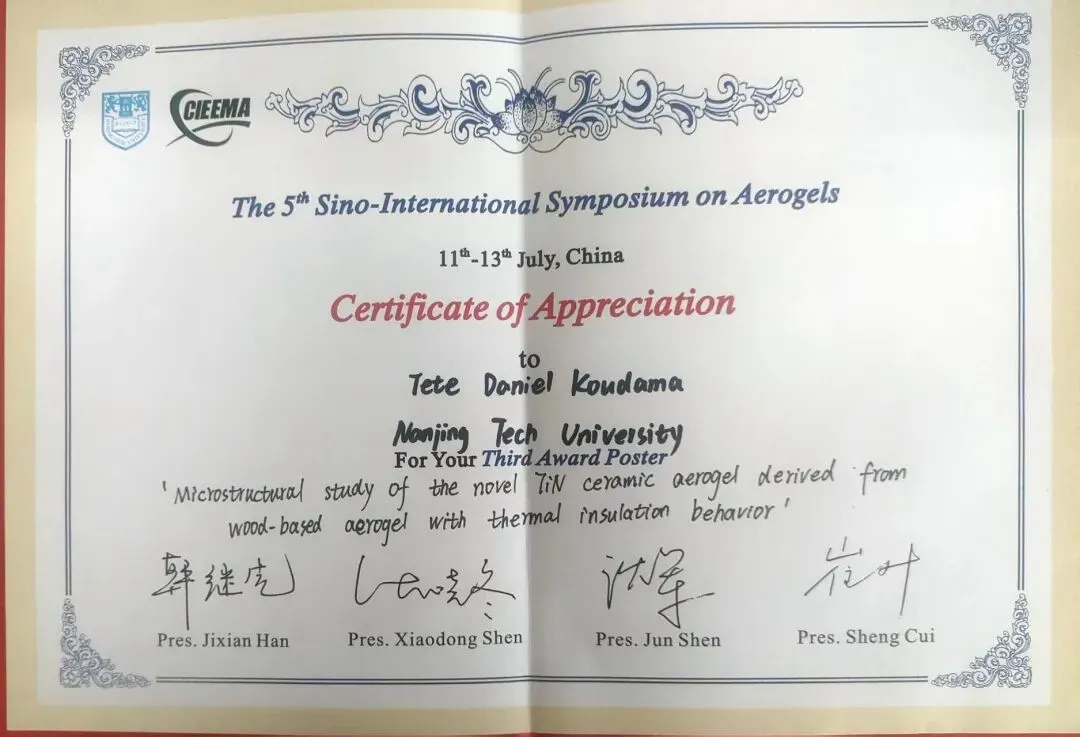 CIEEMA
The 5th Sino-International Symposium on Aerogels
11th-13th July, China
Certificate of Appreciation
to
Tete Daniel Koudama
Nanjing Tech University
For Your Third Award Poster
'Microstructural study of the novel TiN ceramic aerogel derived from
wood-based aerogel with thermal insulation behavior'
Pres. Jixian Han Pres. Xiaodong Shen Pres. Jun Shen Pres. Sheng Cui